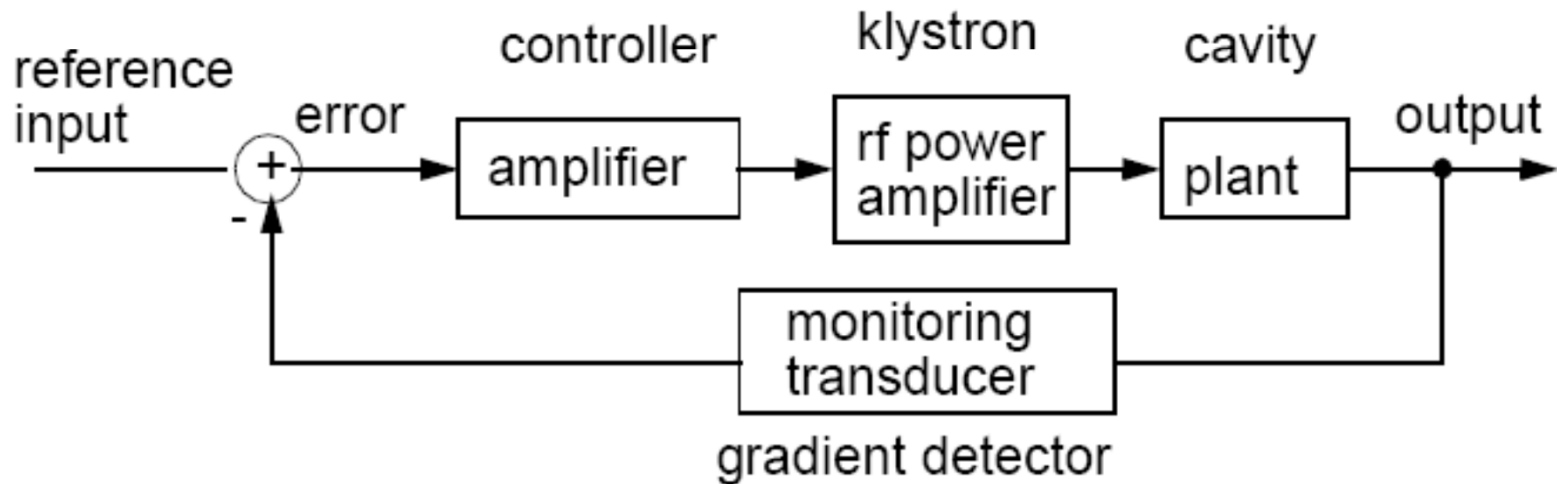 reference
input
error
+
-
controller
amplifier
klystron
rf power
amplifier
cavity
plant
output
monitoring
transducer
gradient detector